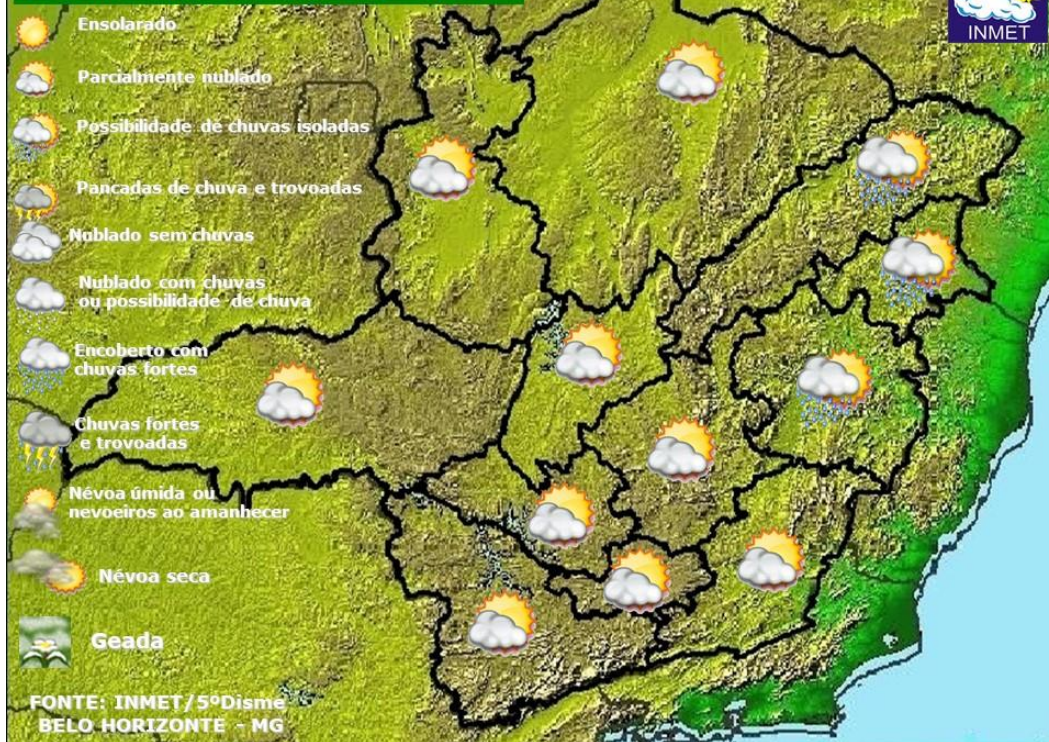 INMET
Ensolarado
Parcialmente nublado
Possibilidade de chuvas isoladas
Pancadas de chuva e trovoadas
Nublado sem chuvas
Nublado com chuvas
ou possibilidade de chuva
Encoberto com
chuvas fortes
Chuvas fortes
e trovoadas
Névoa úmida ou
nevoeiros ao amanhecer
Névoa seca
Geada
FONTE: INMET/5ºDisme
BELO HORIZONTE - MG